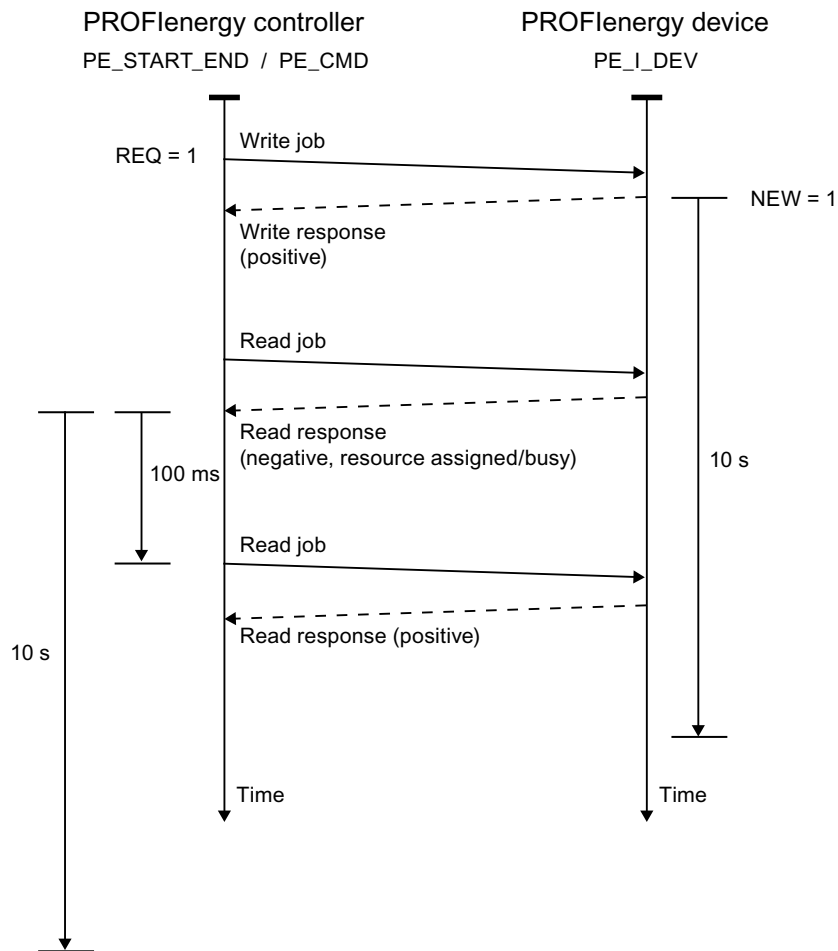 PROFIenergy controller
PE_START_END / PE_CMD
PROFIenergy device
PE_I_DEV
REQ = 1
Write job
NEW = 1
Write response
(positive)
Read job
Read response
(negative, resource assigned/busy)
100 ms
10 s
Read job
Read response (positive)
10 s
Time
Time